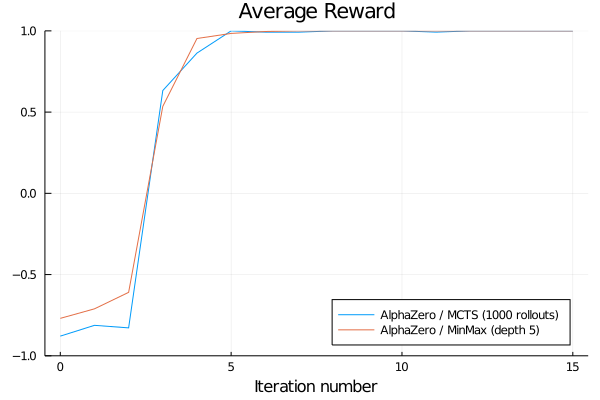 Average Reward
1.0
0.5
0.0
−0.5
−1.0
AlphaZero / MCTS (1000 rollouts)
AlphaZero / MinMax (depth 5)
0
5
10
15
Iteration number